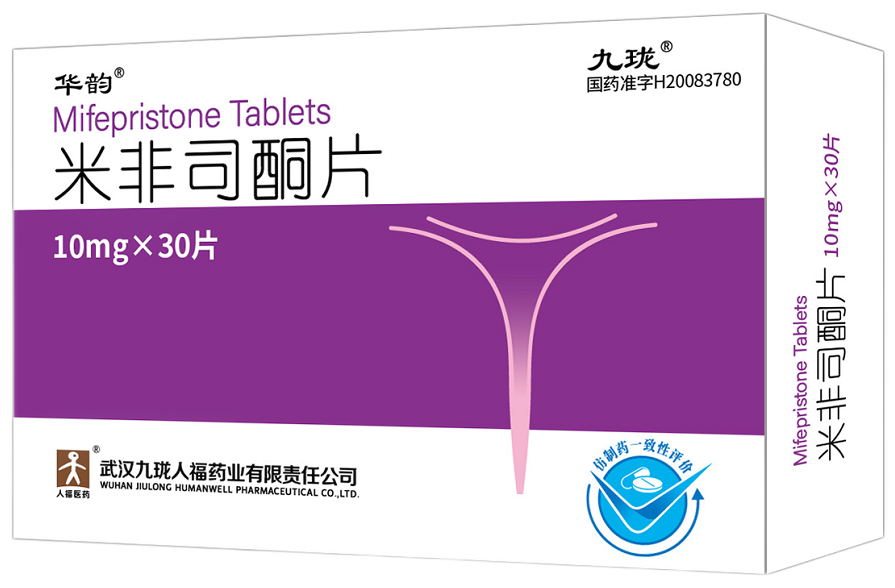 华韵®
Mifepristone Tablets
米非司酮片
九珑®
国药准字H20083780
10mg×30片
人福医药
®
武汉九珑人福药业有限责任公司
WUHAN JIULONG HUMANWELL PHARMACEUTICAL CO.,LTD.
仿制药一致性评价
Mifepristone Tablets
米非司酮片 10mg×30片